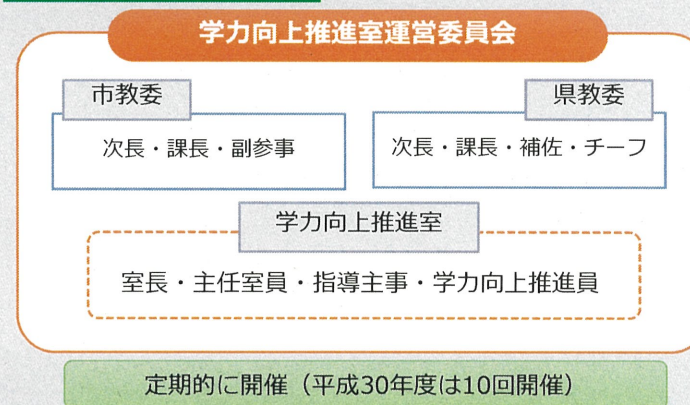 学力向上推進室運営委員会
市教委
次長・課長・副参事
県教委
次長・課長・補佐・チーフ
学力向上推進室
室長・主任室員・指導主事・学力向上推進員
定期的に開催（平成30年度は10回開催）